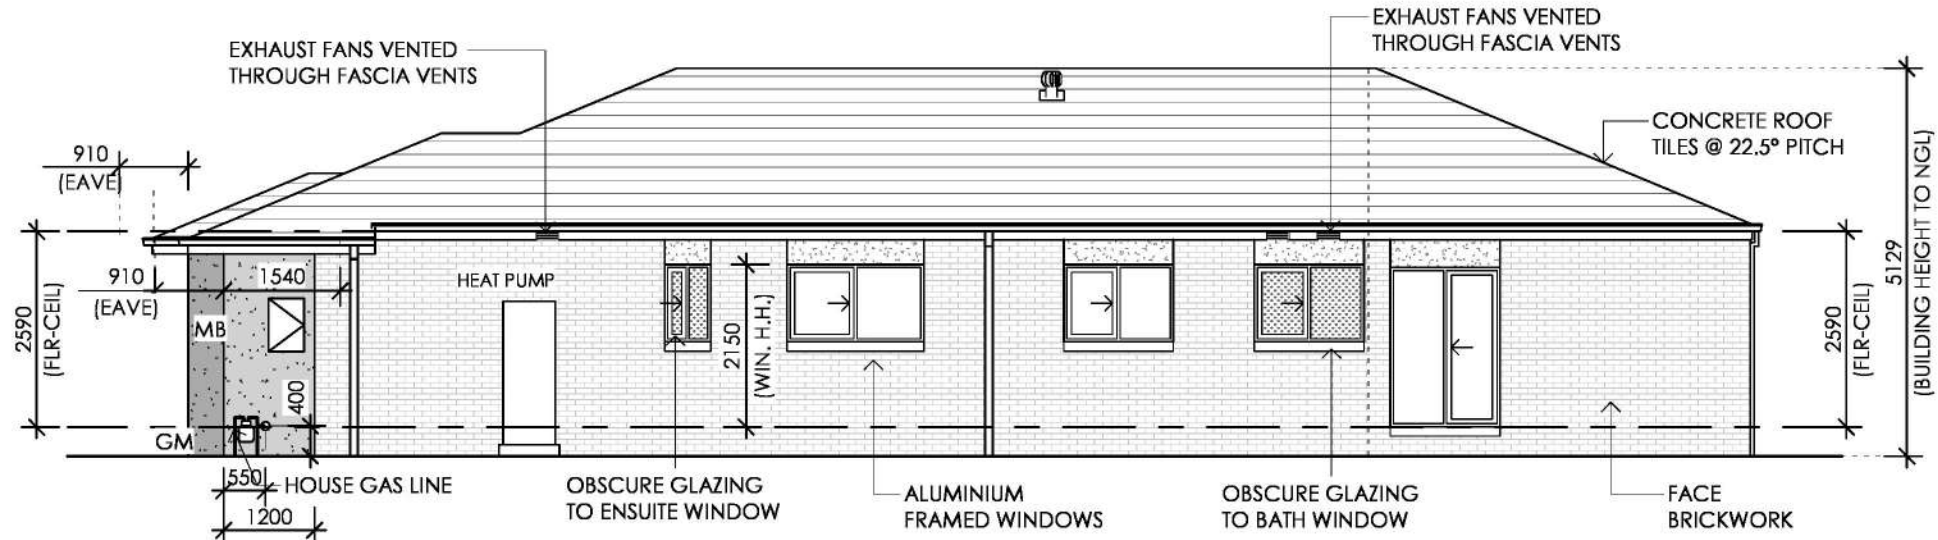 EXHAUST FANS VENTED
THROUGH FASCIA VENTS
EXHAUST FANS VENTED
THROUGH FASCIA VENTS
CONCRETE ROOF
TILES @ 22.5° PITCH
910
(EAVE)
910
(EAVE)
1540
2590
(FLR-CEIL)
MB
HEAT PUMP
2150
(WIN. H.H.)
400
GM
550
HOUSE GAS LINE
1200
OBSCURE GLAZING
TO ENSUITE WINDOW
ALUMINIUM
FRAMED WINDOWS
OBSCURE GLAZING
TO BATH WINDOW
FACE
BRICKWORK
2590
(FLR-CEIL)
5129
(BUILDING HEIGHT TO NGL)